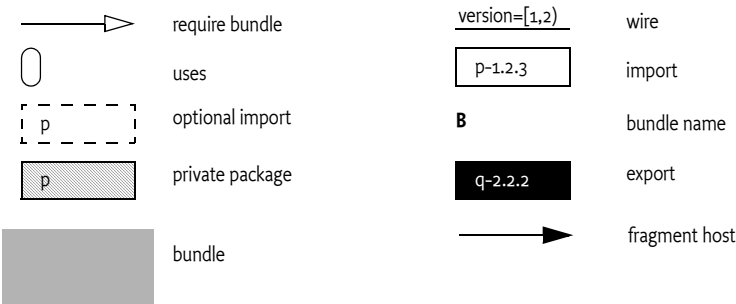 require bundle
uses
p optional import
p private package
bundle
version=[1,2) wire
p-1.2.3 import
B bundle name
q-2.2.2 export
fragment host